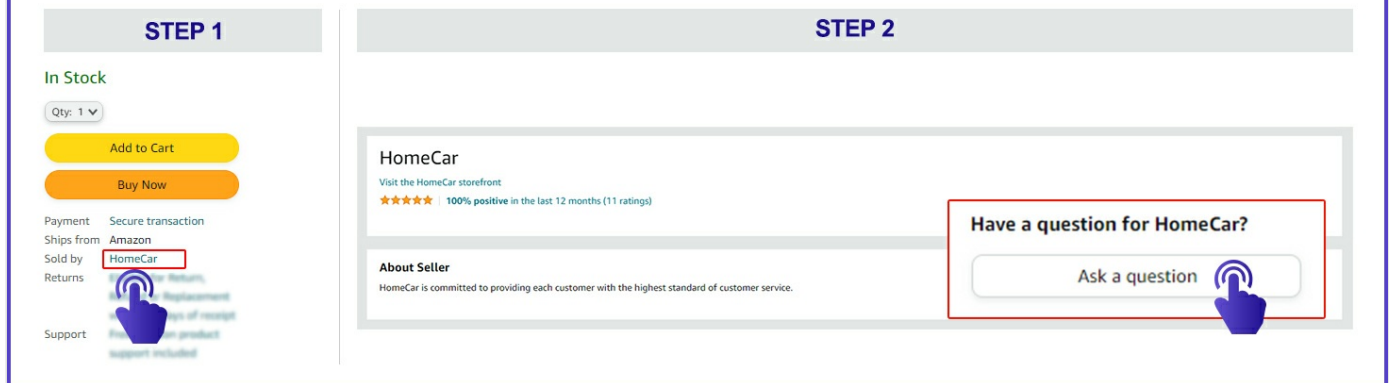 STEP 1
In Stock
Qty: 1
Add to Cart
Buy Now
Payment Secure transaction
Ships from Amazon
Sold by HomeCar
Returns
Support
STEP 2
HomeCar
Visit the HomeCar storefront
100% positive in the last 12 months (11 ratings)
About Seller
HomeCar is committed to providing each customer with the highest standard of customer service.
Have a question for HomeCar?
Ask a question